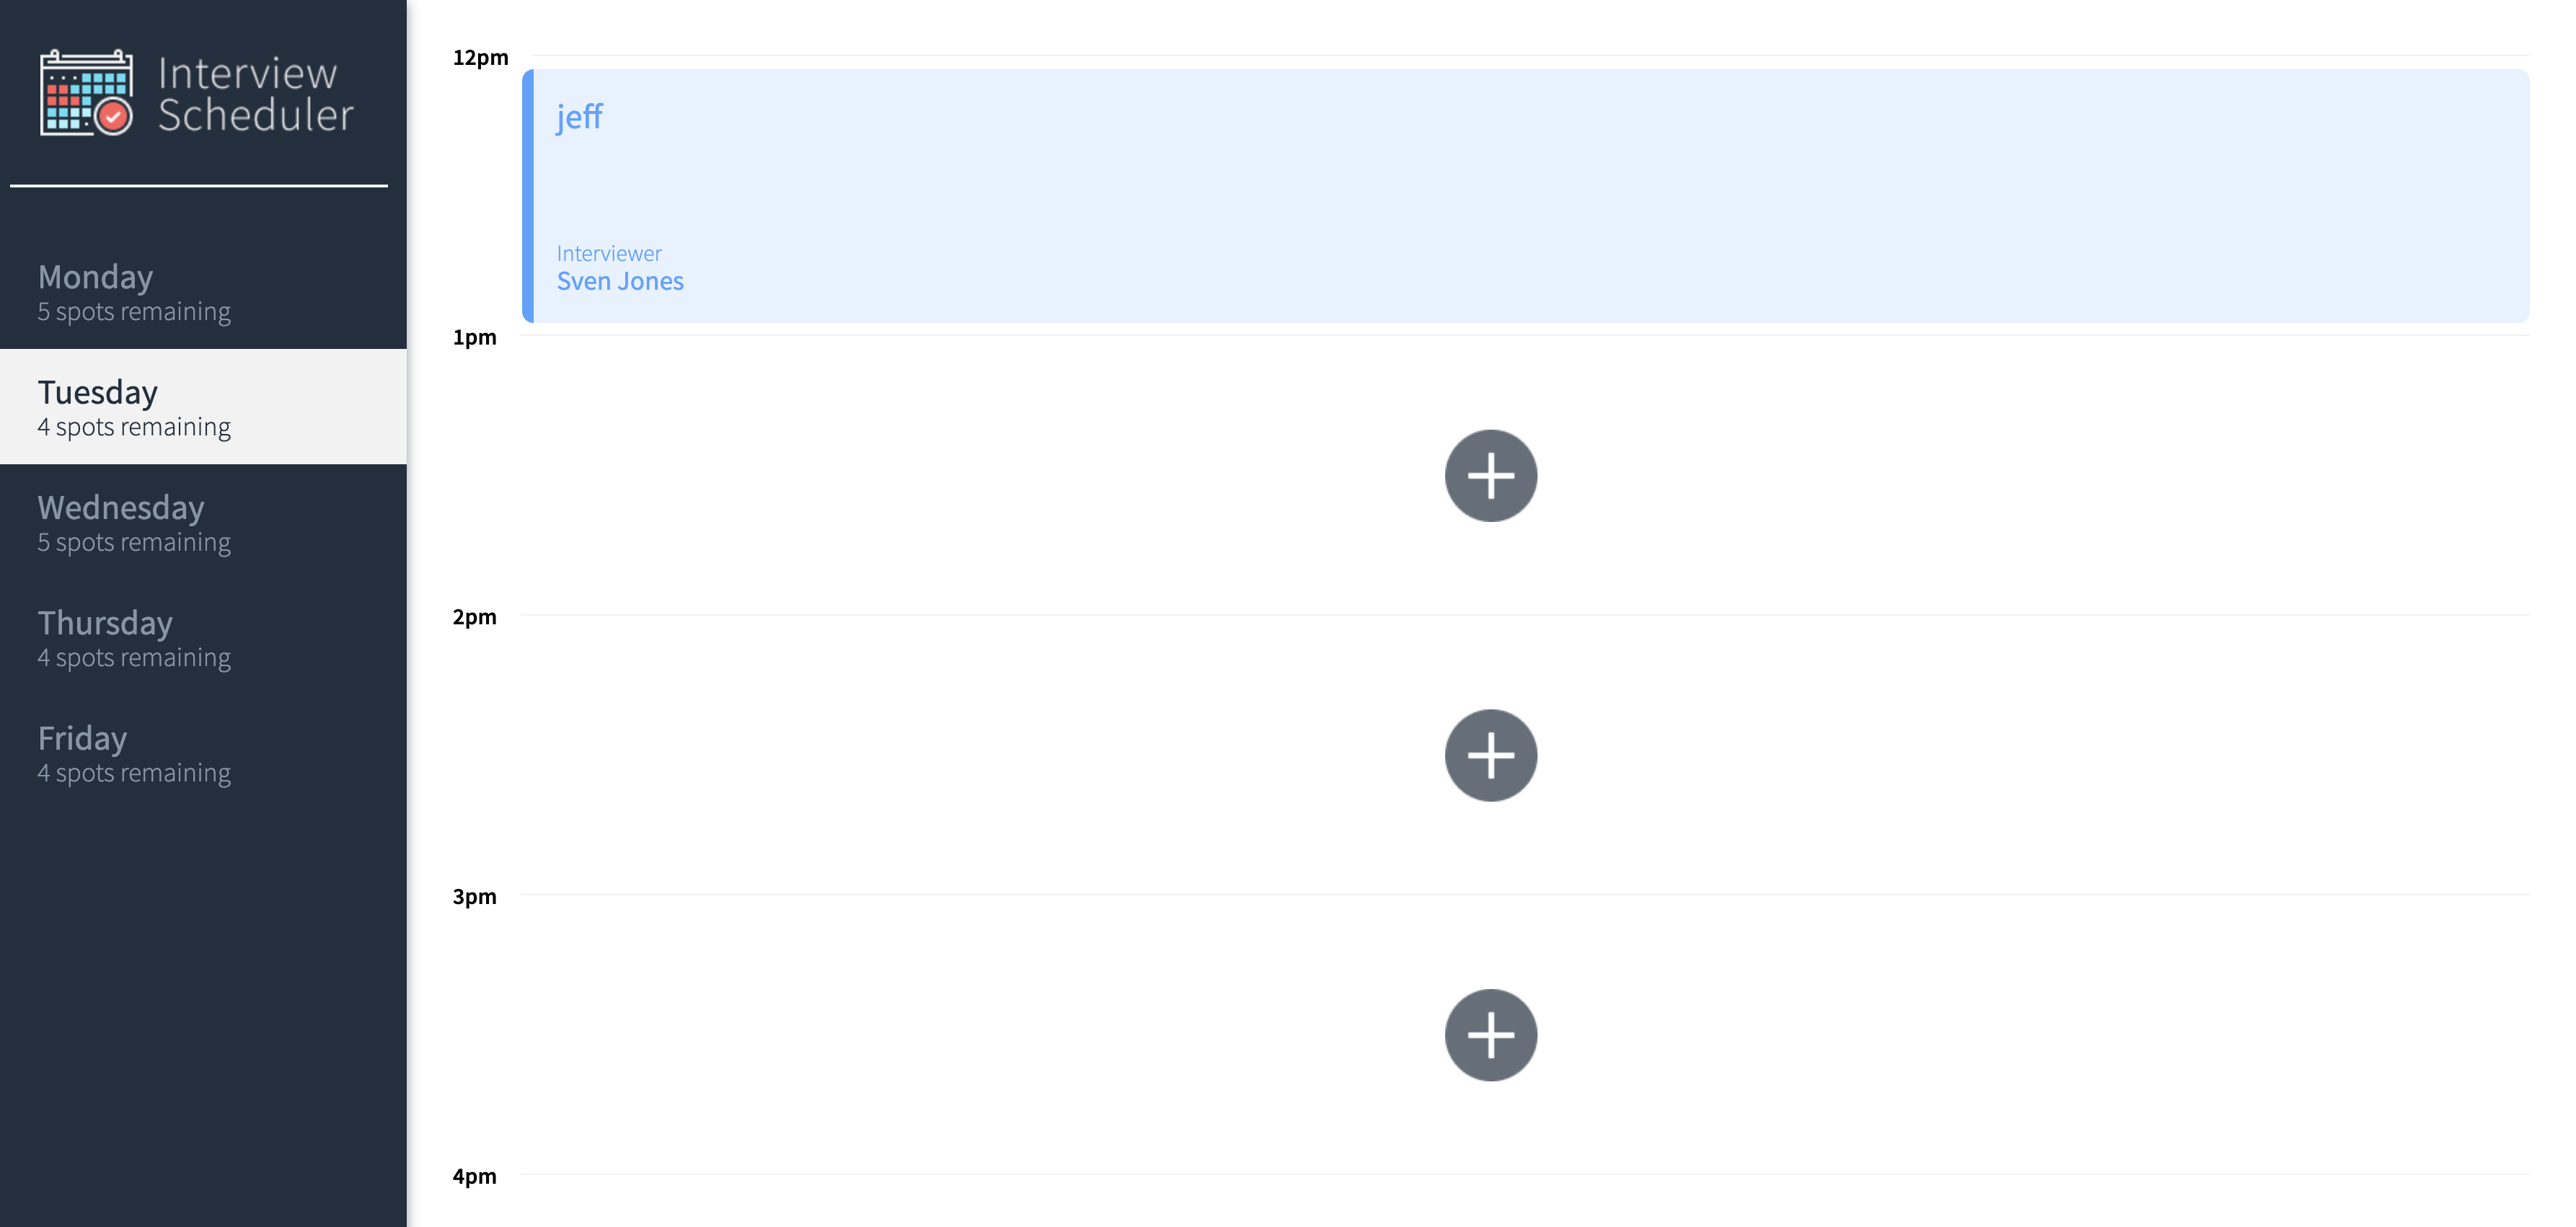 Interview
Scheduler
Monday
5 spots remaining
Tuesday
4 spots remaining
Wednesday
5 spots remaining
Thursday
4 spots remaining
Friday
4 spots remaining
12pm
jeff
Interviewer
Sven Jones
1pm
2pm
3pm
4pm